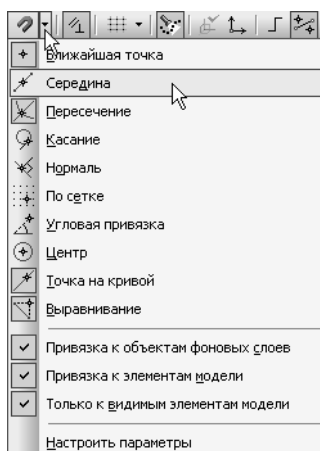 Ближайшая точка
Середина
Пересечение
Касание
Нормаль
По сетке
Угловая привязка
Центр
Точка на кривой
Выравнивание
Привязка к объектам фоновых слоев
Привязка к элементам модели
Только к видимым элементам модели
Настроить параметры